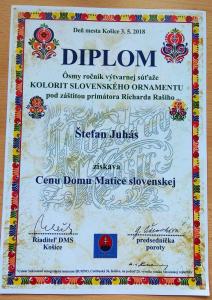 Deň mesta Košice 3. 5. 2018
DIPLOM
Ôsmy ročník výtvarnej súťaže
KOLORIT SLOVENSKÉHO ORNAMENTU
pod záštitou primátora Richarda Rašiho
Štefan Juhás
získava
Cenu Domu Matice slovenskej
Riaditeľ DMS
Košice
predsedníčka
poroty